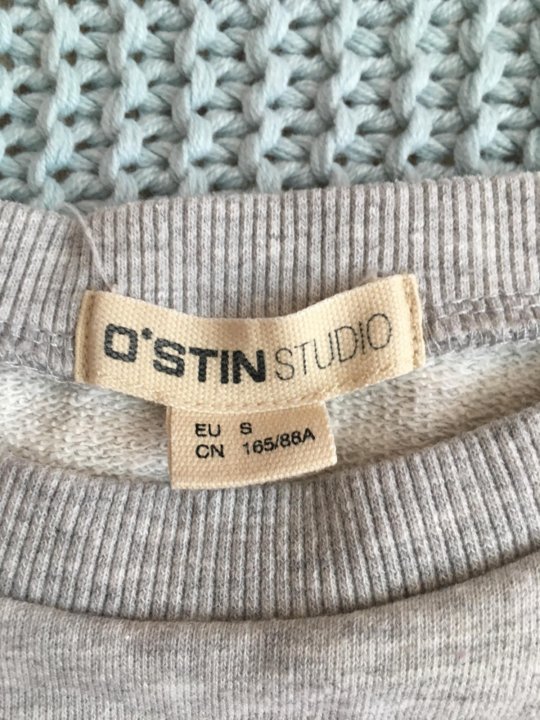 O'STIN STUDIO
EU S
CN 165/88A